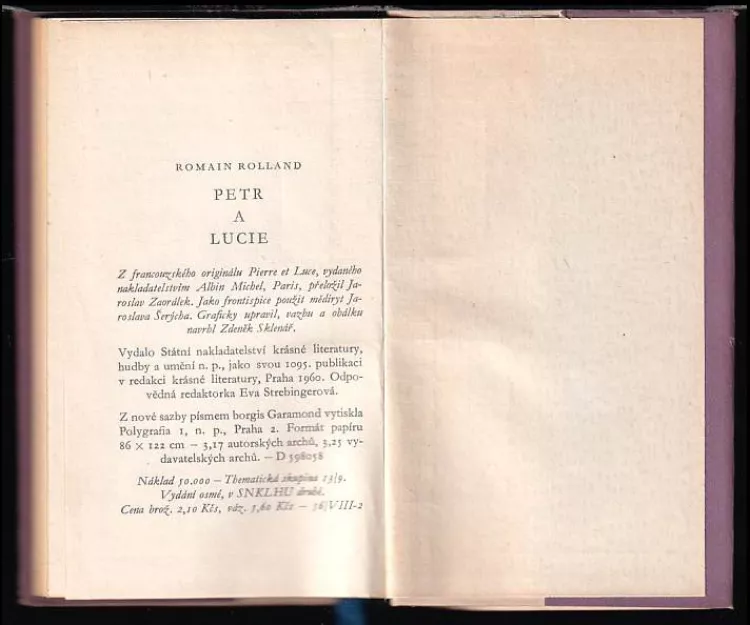 ROMAIN ROLLAND
PETR
A
LUCIE
Z francouzského originálu Pierre et Luce, vydaného
nakladatelstvím Albin Michel, Paris, přeložil Ja-
roslav Zaorálek. Jako frontispice použit mědiryt Ja-
roslava Šerých. Graficky upravil, vazbu a obálku
navrhl Zdeněk Sklenář.
Vydalo Státní nakladatelství krásné literatury,
hudby a umění n. p., jako svou 1095. publikaci
v redakci krásné literatury, Praha 1960. Odpo-
vědná redaktorka Eva Strebingerová.
Z nové sazby písmem borgis Garamond vytiskla
Polygrafia 1, n. p., Praha 2. Formát papíru
86 × 122 cm – 3,17 autorských archů, 3,25 vy-
davatelských archů. – D 598058
Náklad 50.000 – Thematická skupina 13/9.
Vydání osmé, v SNKLHU druhé.
Cena brož. 2,10 Kčs, váz. 5,60 Kčs – 56/VIII-2